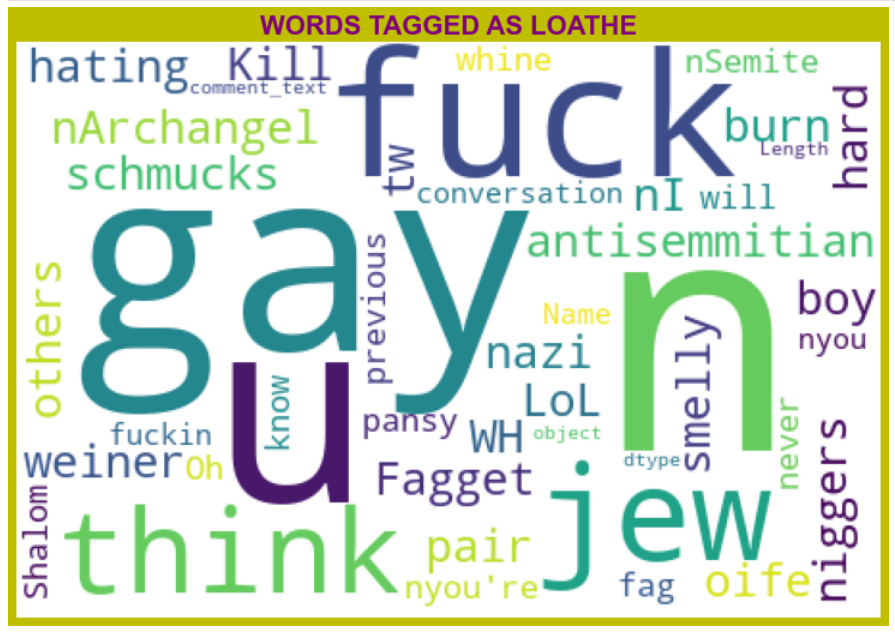 WORDS TAGGED AS LOATHE
hating
Kill
comment_text
fuck
whine
nSemite
nArchangel
burn
Length
hard
schmucks
tw
conversation
nI
will
gay
antisemmitian
others
previous
n
boy
Name
nyou
nazi
smelly
u
know
LoL
pansy
WH
object
fuckin
weiner
Oh
dtype
never
Fagget
niggers
jew
Shalom
think
pair
nyou're
fag
oife